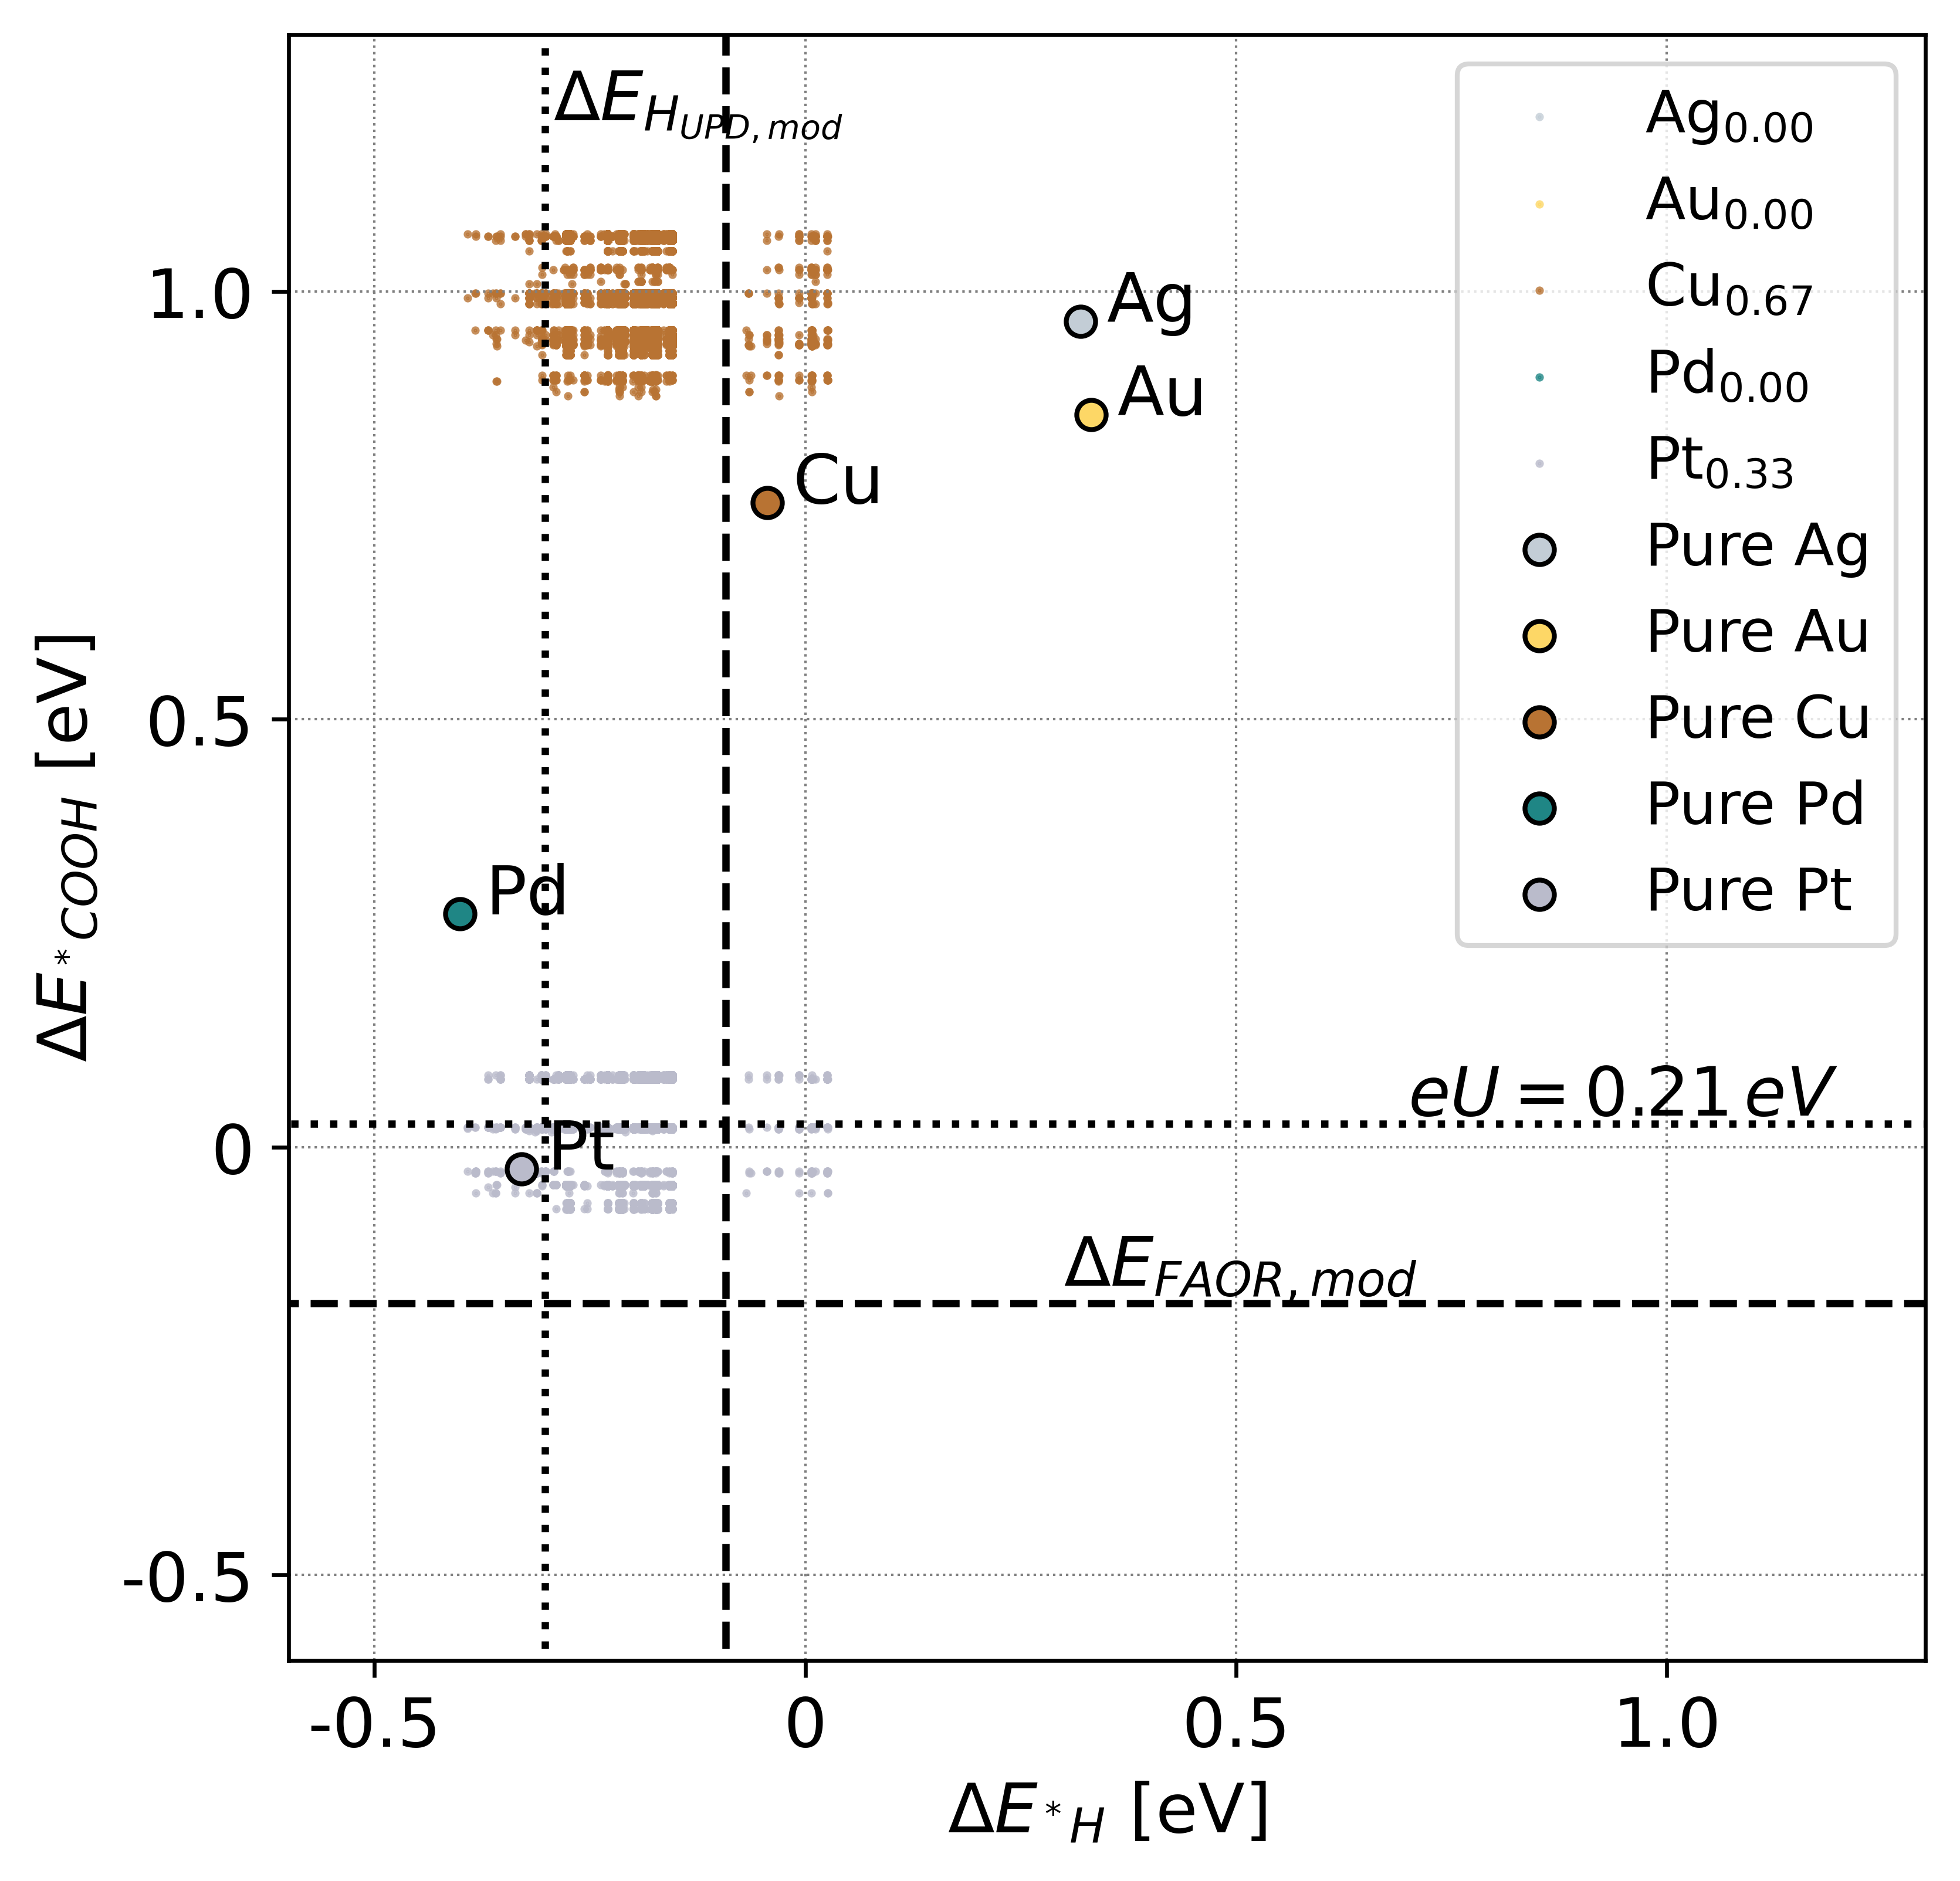 ΔE_{H_{UPD,mod}}
Ag_{0.00}
Au_{0.00}
Cu_{0.67}
Pd_{0.00}
Pt_{0.33}
Pure Ag
Pure Au
Pure Cu
Pure Pd
Pure Pt
Ag
Au
Cu
Pd
Pt
eU = 0.21 eV
ΔE_{FAOR,mod}
1.0
0.5
0
-0.5
ΔE_{*COOH} [eV]
-0.5
0
0.5
1.0
ΔE_{*H} [eV]